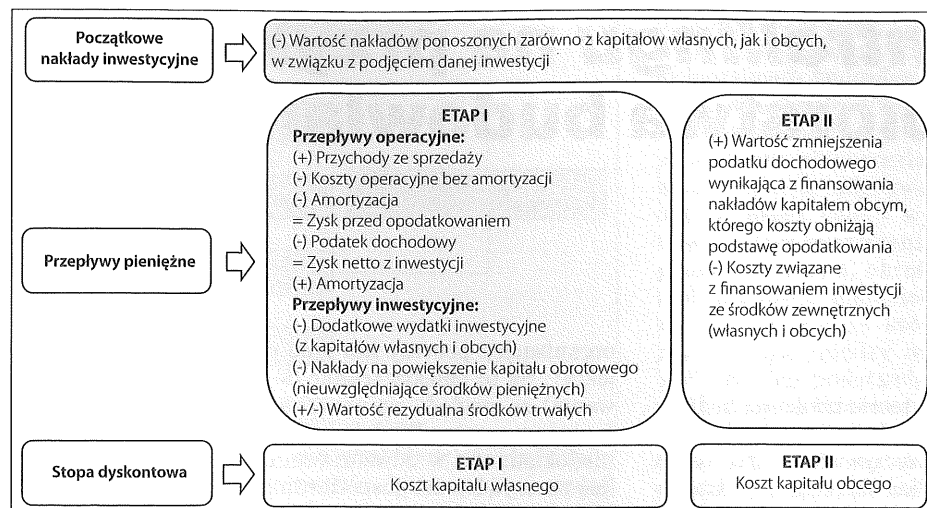 Początkowe
nakłady inwestycyjne
(-) Wartość nakładów ponoszonych zarówno z kapitałow własnych, jak i obcych,
w związku z podjęciem danej inwestycji
ETAP I
Przepływy operacyjne:
(+) Przychody ze sprzedaży
(-) Koszty operacyjne bez amortyzacji
(-) Amortyzacja
= Zysk przed opodatkowaniem
(-) Podatek dochodowy
= Zysk netto z inwestycji
(+) Amortyzacja
Przepływy inwestycyjne:
(-) Dodatkowe wydatki inwestycyjne
(z kapitałów własnych i obcych)
(-) Nakłady na powiększenie kapitału obrotowego
(nieuwzględniające środków pieniężnych)
(+/-) Wartość rezydualna środków trwałych
ETAP II
(+) Wartość zmniejszenia
podatku dochodowego
wynikająca z finansowania
nakładów kapitałem obcym,
którego koszty obniżają
podstawę opodatkowania
(-) Koszty związane
z finansowaniem inwestycji
ze środków zewnętrznych
(własnych i obcych)
Przepływy pieniężne
Stopa dyskontowa
ETAP I
Koszt kapitału własnego
ETAP II
Koszt kapitału obcego